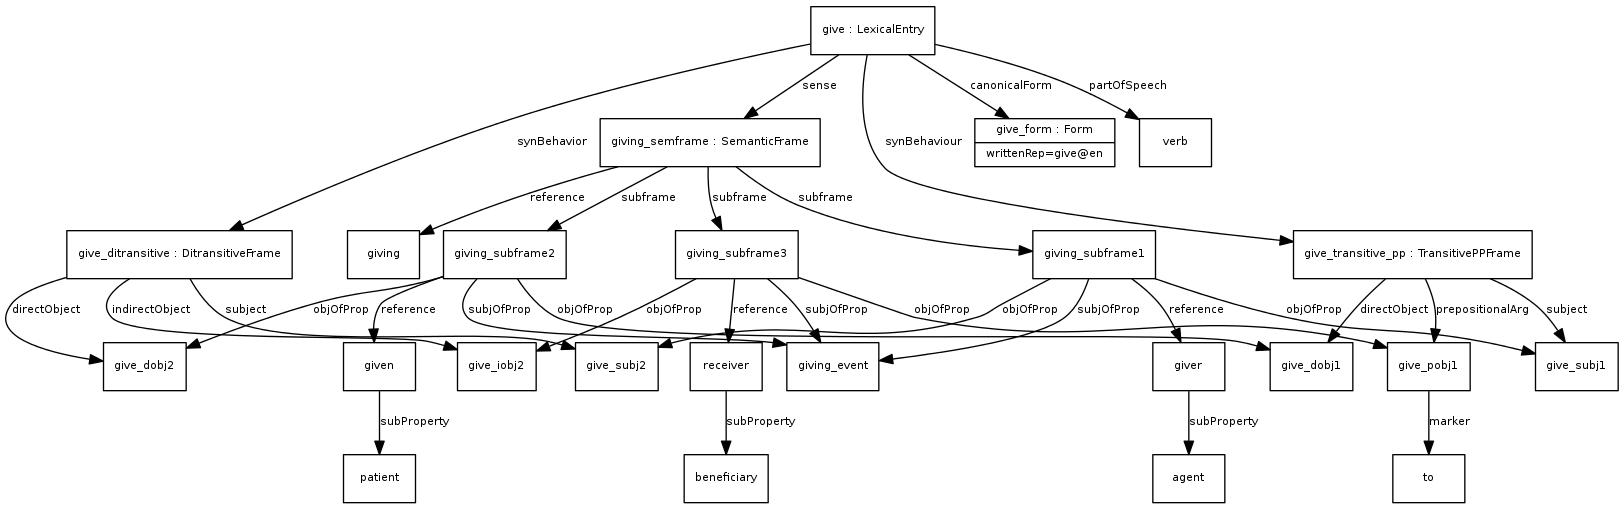 give : LexicalEntry
sense
canonicalForm
partOfSpeech
synBehavior
giving_semframe : SemanticFrame
synBehaviour
give_form : Form
writtenRep=give@en
verb
reference
subframe
subframe
subframe
give_ditransitive : DitransitiveFrame
giving
giving_subframe2
giving_subframe3
giving_subframe1
give_transitive_pp : TansitivePPFrame
directObject
indirectObject
subject
objOfProp
reference
subjOfProp
objOfProp
objOfProp
reference
subjOfProp
objOfProp
objOfProp
subjOfProp
reference
objOfProp
directObject
prepositionalArg
subject
give_dobj2
given
give_iobj2
give_subj2
receiver
giving_event
giver
give_dobj1
give_pobj1
give_subj1
subProperty
subProperty
subProperty
marker
patient
beneficiary
agent
to